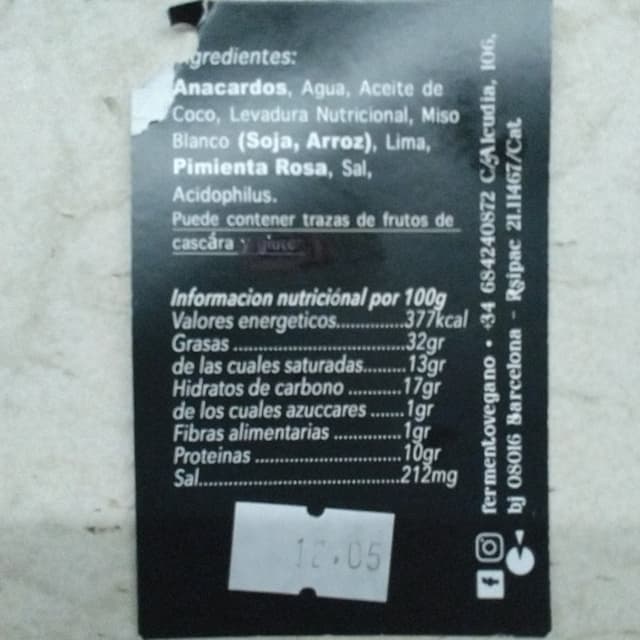 Ingredientes:
Anacardos, Agua, Aceite de
Coco, Levadura Nutricional, Miso
Blanco (Soja, Arroz), Lima,
Pimienta Rosa, Sal,
Acidophilus.
Puede contener trazas de frutos de
cascára y gluten
Informacion nutriciónal por 100g
Valores energeticos.............377kcal
Grasas ..............................32gr
de las cuales saturadas.......13gr
Hidratos de carbono ..........17gr
de los cuales azuccares ......1gr
Fibras alimentarias .............1gr
Proteinas ...........................10gr
Sal.....................................212mg
12.05
fermentovegano • +34 684240872 C/Alcudia, 106,
bj 08016 Barcelona - Rsipac 21.11467/Cat.